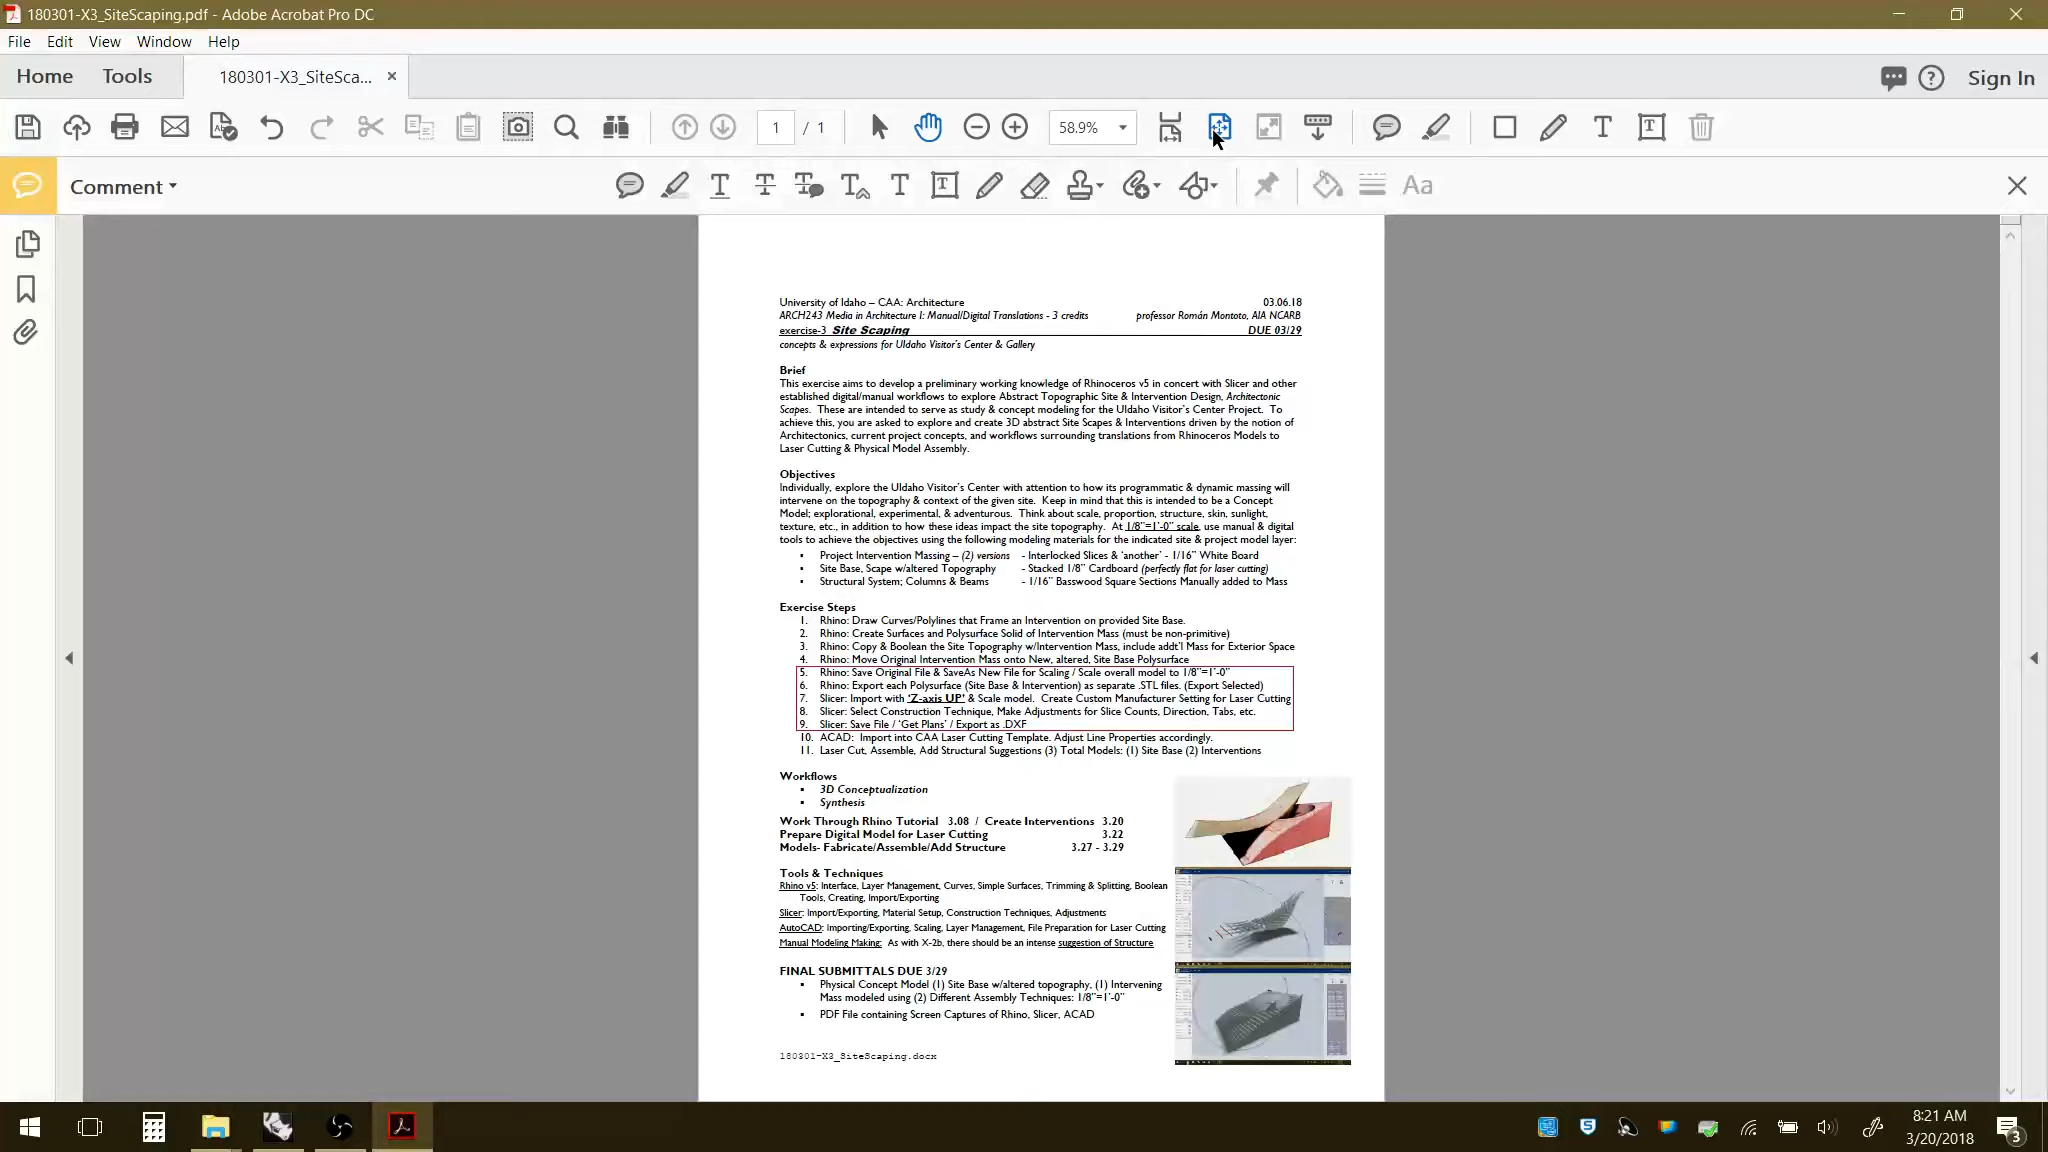 180301-X3_SiteScaping.pdf - Adobe Acrobat Pro DC
File Edit View Window Help
Home Tools 180301-X3_SiteSca... Sign In
1 / 1 58.9%
Comment
University of Idaho – CAA: Architecture 03.06.18
ARCH243 Media in Architecture I: Manual/Digital Translations - 3 credits professor Román Montoto, AIA NCARB
exercise-3 Site Scaping DUE 03/29
concepts & expressions for UIdaho Visitor's Center & Gallery
Brief
This exercise aims to develop a preliminary working knowledge of Rhinoceros v5 in concert with Slicer and other
established digital/manual workflows to explore Abstract Topographic Site & Intervention Design, Architectonic
Scapes. These are intended to serve as study & concept modeling for the UIdaho Visitor's Center Project. To
achieve this, you are asked to explore and create 3D abstract Site Scapes & Interventions driven by the notion of
Architectonics, current project concepts, and workflows surrounding translations from Rhinoceros Models to
Laser Cutting & Physical Model Assembly.
Objectives
Individually, explore the UIdaho Visitor's Center with attention to how its programmatic & dynamic massing will
intervene on the topography & context of the given site. Keep in mind that this is intended to be a Concept
Model; explorational, experimental, & adventurous. Think about scale, proportion, structure, skin, sunlight,
texture, etc., in addition to how these ideas impact the site topography. At 1/8"=1'-0" scale, use manual & digital
tools to achieve the objectives using the following modeling materials for the indicated site & project model layer:
▪ Project Intervention Massing – (2) versions - Interlocked Slices & 'another' - 1/16" White Board
▪ Site Base, Scape w/altered Topography - Stacked 1/8" Cardboard (perfectly flat for laser cutting)
▪ Structural System; Columns & Beams - 1/16" Basswood Square Sections Manually added to Mass
Exercise Steps
1. Rhino: Draw Curves/Polylines that Frame an Intervention on provided Site Base.
2. Rhino: Create Surfaces and Polysurface Solid of Intervention Mass (must be non-primitive)
3. Rhino: Copy & Boolean the Site Topography w/Intervention Mass, include addt'l Mass for Exterior Space
4. Rhino: Move Original Intervention Mass onto New, altered, Site Base Polysurface
5. Rhino: Save Original File & SaveAs New File for Scaling / Scale overall model to 1/8"=1'-0"
6. Rhino: Export each Polysurface (Site Base & Intervention) as separate .STL files. (Export Selected)
7. Slicer: Import with 'Z-axis UP' & Scale model. Create Custom Manufacturer Setting for Laser Cutting
8. Slicer: Select Construction Technique, Make Adjustments for Slice Counts, Direction, Tabs, etc.
9. Slicer: Save File / 'Get Plans' / Export as .DXF
10. ACAD: Import into CAA Laser Cutting Template. Adjust Line Properties accordingly.
11. Laser Cut, Assemble, Add Structural Suggestions (3) Total Models: (1) Site Base (2) Interventions
Workflows
▪ 3D Conceptualization
▪ Synthesis
Work Through Rhino Tutorial 3.08 / Create Interventions 3.20
Prepare Digital Model for Laser Cutting 3.22
Models- Fabricate/Assemble/Add Structure 3.27 - 3.29
Tools & Techniques
Rhino v5: Interface, Layer Management, Curves, Simple Surfaces, Trimming & Splitting, Boolean
Tools, Creating, Import/Exporting
Slicer: Import/Exporting, Material Setup, Construction Techniques, Adjustments
AutoCAD: Importing/Exporting, Scaling, Layer Management, File Preparation for Laser Cutting
Manual Modeling Making: As with X-2b, there should be an intense suggestion of Structure
FINAL SUBMITTALS DUE 3/29
▪ Physical Concept Model (1) Site Base w/altered topography, (1) Intervening
Mass modeled using (2) Different Assembly Techniques: 1/8"=1'-0"
▪ PDF File containing Screen Captures of Rhino, Slicer, ACAD
180301-X3_SiteScaping.docx
8:21 AM
3/20/2018
3